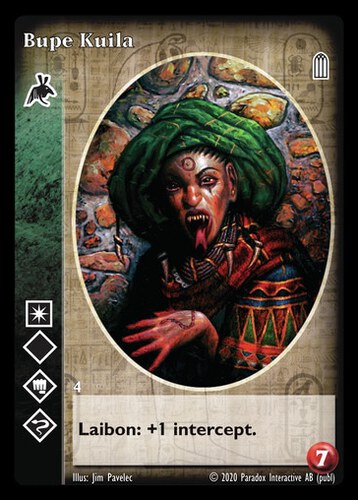 Bupe Kuila
4
Laibon: +1 intercept.
7
Illus: Jim Pavelec © 2020 Paradox Interactive AB (publ)